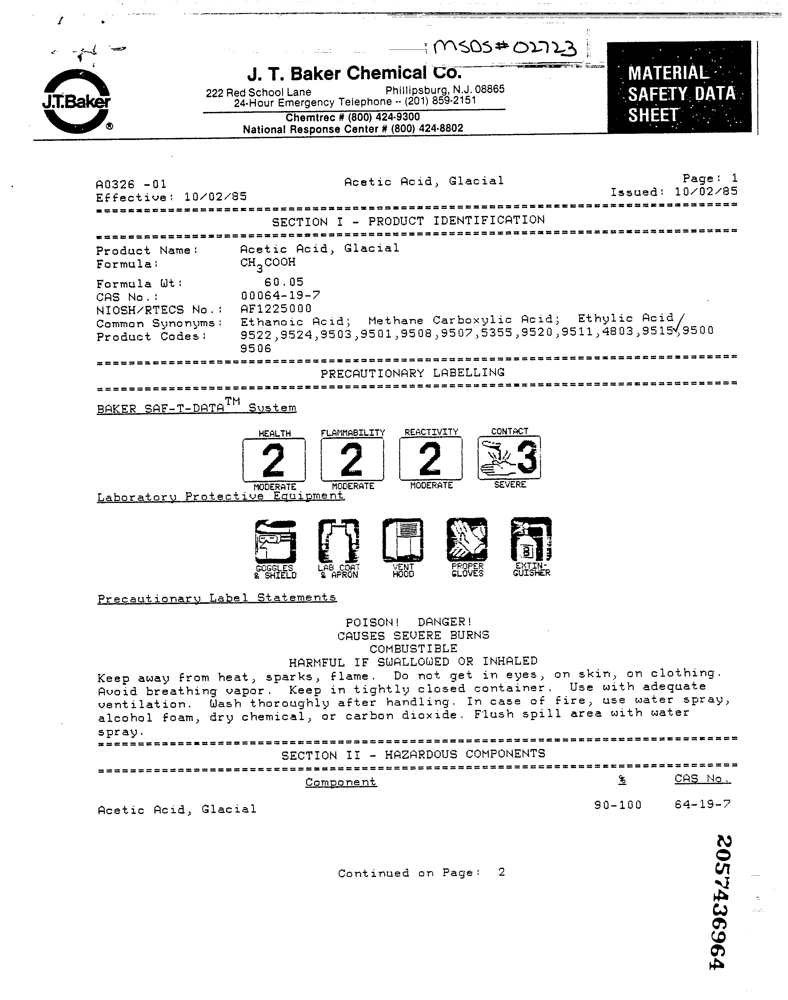 MSDS# 02723
J.T.Baker
®
J. T. Baker Chemical Co.
222 Red School Lane Phillipsburg, N.J. 08865
24-Hour Emergency Telephone -- (201) 859-2151
Chemtrec # (800) 424-9300
National Response Center # (800) 424-8802
MATERIAL
SAFETY DATA
SHEET
A0326 -01 Acetic Acid, Glacial Page: 1
Effective: 10/02/85 Issued: 10/02/85
SECTION I - PRODUCT IDENTIFICATION
Product Name: Acetic Acid, Glacial
Formula: CH3COOH
Formula Wt: 60.05
CAS No.: 00064-19-7
NIOSH/RTECS No.: AF1225000
Common Synonyms: Ethanoic Acid; Methane Carboxylic Acid; Ethylic Acid
Product Codes: 9522,9524,9503,9501,9508,9507,5355,9520,9511,4803,9515,9500
9506
PRECAUTIONARY LABELLING
BAKER SAF-T-DATA™ System
HEALTH FLAMMABILITY REACTIVITY CONTACT
2 2 2 3
MODERATE MODERATE MODERATE SEVERE
Laboratory Protective Equipment
GOGGLES & SHIELD LAB COAT & APRON VENT HOOD PROPER GLOVES EXTINGUISHER
Precautionary Label Statements
POISON! DANGER!
CAUSES SEVERE BURNS
COMBUSTIBLE
HARMFUL IF SWALLOWED OR INHALED
Keep away from heat, sparks, flame. Do not get in eyes, on skin, on clothing.
Avoid breathing vapor. Keep in tightly closed container. Use with adequate
ventilation. Wash thoroughly after handling. In case of fire, use water spray,
alcohol foam, dry chemical, or carbon dioxide. Flush spill area with water
spray.
SECTION II - HAZARDOUS COMPONENTS
Component % CAS No.
Acetic Acid, Glacial 90-100 64-19-7
Continued on Page: 2
2057436964